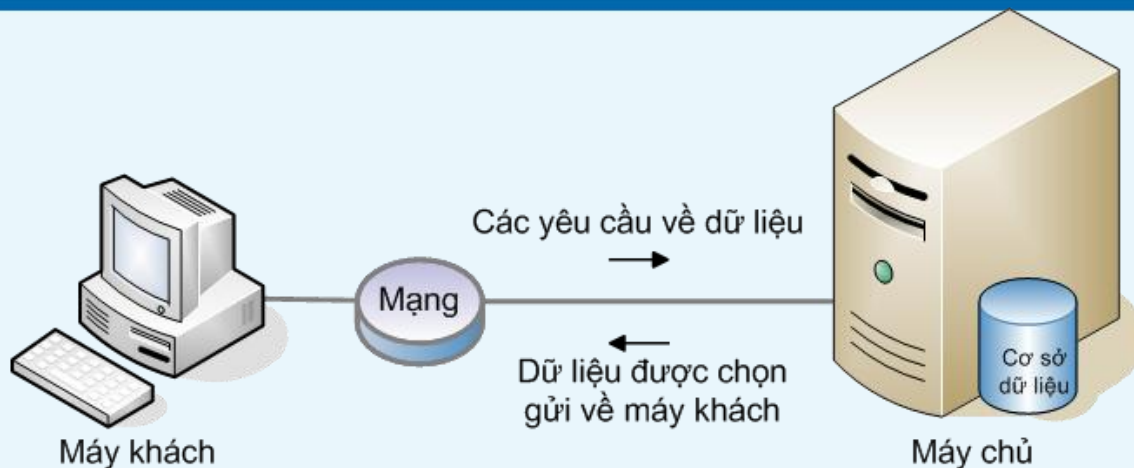 Các yêu cầu về dữ liệu
Mạng
Dữ liệu được chọn
gửi về máy khách
Cơ sở
dữ liệu
Máy khách
Máy chủ